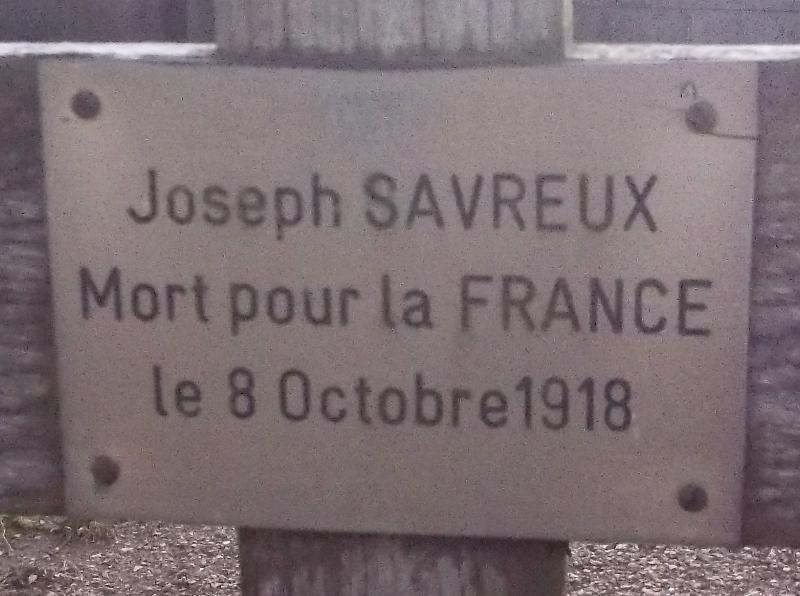 Joseph SAVREUX
Mort pour la FRANCE
le 8 Octobre1918